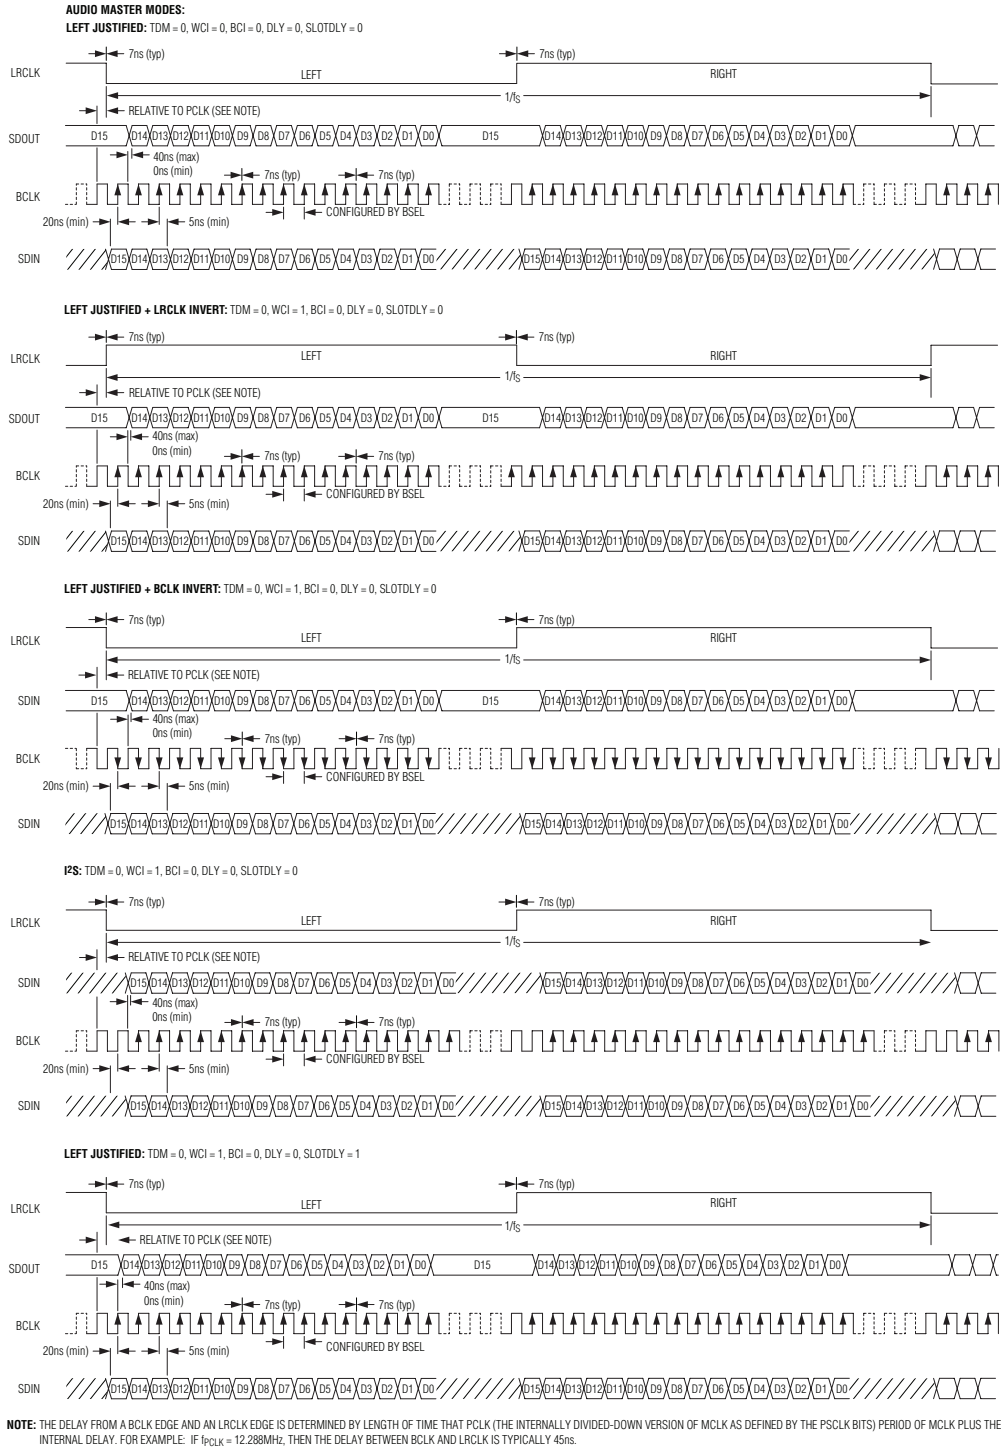 AUDIO MASTER MODES:
LEFT JUSTIFIED: TDM = 0, WCI = 0, BCI = 0, DLY = 0, SLOTDLY = 0
7ns (typ) 7ns (typ)
LRCLK LEFT RIGHT
1/fS
RELATIVE TO PCLK (SEE NOTE)
SDOUT D15 D14 D13 D12 D11 D10 D9 D8 D7 D6 D5 D4 D3 D2 D1 D0 D15 D14 D13 D12 D11 D10 D9 D8 D7 D6 D5 D4 D3 D2 D1 D0
40ns (max)
0ns (min) 7ns (typ) 7ns (typ)
BCLK
CONFIGURED BY BSEL
20ns (min) 5ns (min)
SDIN D15 D14 D13 D12 D11 D10 D9 D8 D7 D6 D5 D4 D3 D2 D1 D0 D15 D14 D13 D12 D11 D10 D9 D8 D7 D6 D5 D4 D3 D2 D1 D0
LEFT JUSTIFIED + LRCLK INVERT: TDM = 0, WCI = 1, BCI = 0, DLY = 0, SLOTDLY = 0
7ns (typ) 7ns (typ)
LRCLK LEFT RIGHT
1/fS
RELATIVE TO PCLK (SEE NOTE)
SDOUT D15 D14 D13 D12 D11 D10 D9 D8 D7 D6 D5 D4 D3 D2 D1 D0 D15 D14 D13 D12 D11 D10 D9 D8 D7 D6 D5 D4 D3 D2 D1 D0
40ns (max)
0ns (min) 7ns (typ) 7ns (typ)
BCLK
CONFIGURED BY BSEL
20ns (min) 5ns (min)
SDIN D15 D14 D13 D12 D11 D10 D9 D8 D7 D6 D5 D4 D3 D2 D1 D0 D15 D14 D13 D12 D11 D10 D9 D8 D7 D6 D5 D4 D3 D2 D1 D0
LEFT JUSTIFIED + BCLK INVERT: TDM = 0, WCI = 1, BCI = 0, DLY = 0, SLOTDLY = 0
7ns (typ) 7ns (typ)
LRCLK LEFT RIGHT
1/fS
RELATIVE TO PCLK (SEE NOTE)
SDIN D15 D14 D13 D12 D11 D10 D9 D8 D7 D6 D5 D4 D3 D2 D1 D0 D15 D14 D13 D12 D11 D10 D9 D8 D7 D6 D5 D4 D3 D2 D1 D0
40ns (max)
0ns (min) 7ns (typ) 7ns (typ)
BCLK
CONFIGURED BY BSEL
20ns (min) 5ns (min)
SDIN D15 D14 D13 D12 D11 D10 D9 D8 D7 D6 D5 D4 D3 D2 D1 D0 D15 D14 D13 D12 D11 D10 D9 D8 D7 D6 D5 D4 D3 D2 D1 D0
I2S: TDM = 0, WCI = 1, BCI = 0, DLY = 0, SLOTDLY = 0
7ns (typ) 7ns (typ)
LRCLK LEFT RIGHT
1/fS
RELATIVE TO PCLK (SEE NOTE)
SDIN D15 D14 D13 D12 D11 D10 D9 D8 D7 D6 D5 D4 D3 D2 D1 D0 D15 D14 D13 D12 D11 D10 D9 D8 D7 D6 D5 D4 D3 D2 D1 D0
40ns (max)
0ns (min) 7ns (typ) 7ns (typ)
BCLK
CONFIGURED BY BSEL
20ns (min) 5ns (min)
SDIN D15 D14 D13 D12 D11 D10 D9 D8 D7 D6 D5 D4 D3 D2 D1 D0 D15 D14 D13 D12 D11 D10 D9 D8 D7 D6 D5 D4 D3 D2 D1 D0
LEFT JUSTIFIED: TDM = 0, WCI = 1, BCI = 0, DLY = 0, SLOTDLY = 1
7ns (typ) 7ns (typ)
LRCLK LEFT RIGHT
1/fS
RELATIVE TO PCLK (SEE NOTE)
SDOUT D15 D14 D13 D12 D11 D10 D9 D8 D7 D6 D5 D4 D3 D2 D1 D0 D15 D14 D13 D12 D11 D10 D9 D8 D7 D6 D5 D4 D3 D2 D1 D0
40ns (max)
0ns (min) 7ns (typ) 7ns (typ)
BCLK
CONFIGURED BY BSEL
20ns (min) 5ns (min)
SDIN D15 D14 D13 D12 D11 D10 D9 D8 D7 D6 D5 D4 D3 D2 D1 D0 D15 D14 D13 D12 D11 D10 D9 D8 D7 D6 D5 D4 D3 D2 D1 D0
NOTE: THE DELAY FROM A BCLK EDGE AND AN LRCLK EDGE IS DETERMINED BY LENGTH OF TIME THAT PCLK (THE INTERNALLY DIVIDED-DOWN VERSION OF MCLK AS DEFINED BY THE PSCLK BITS) PERIOD OF MCLK PLUS THE
INTERNAL DELAY. FOR EXAMPLE: IF fPCLK = 12.288MHz, THEN THE DELAY BETWEEN BCLK AND LRCLK IS TYPICALLY 45ns.